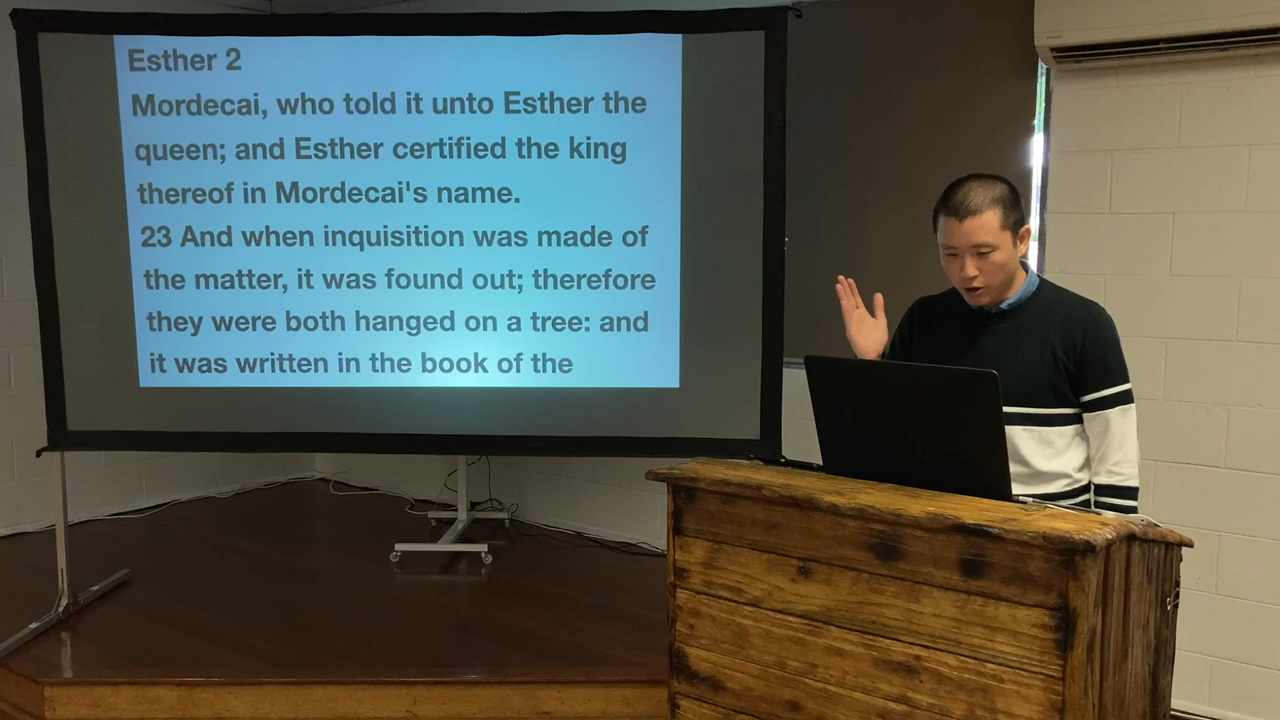 Esther 2
Mordecai, who told it unto Esther the
queen; and Esther certified the king
thereof in Mordecai's name.
23 And when inquisition was made of
the matter, it was found out; therefore
they were both hanged on a tree: and
it was written in the book of the